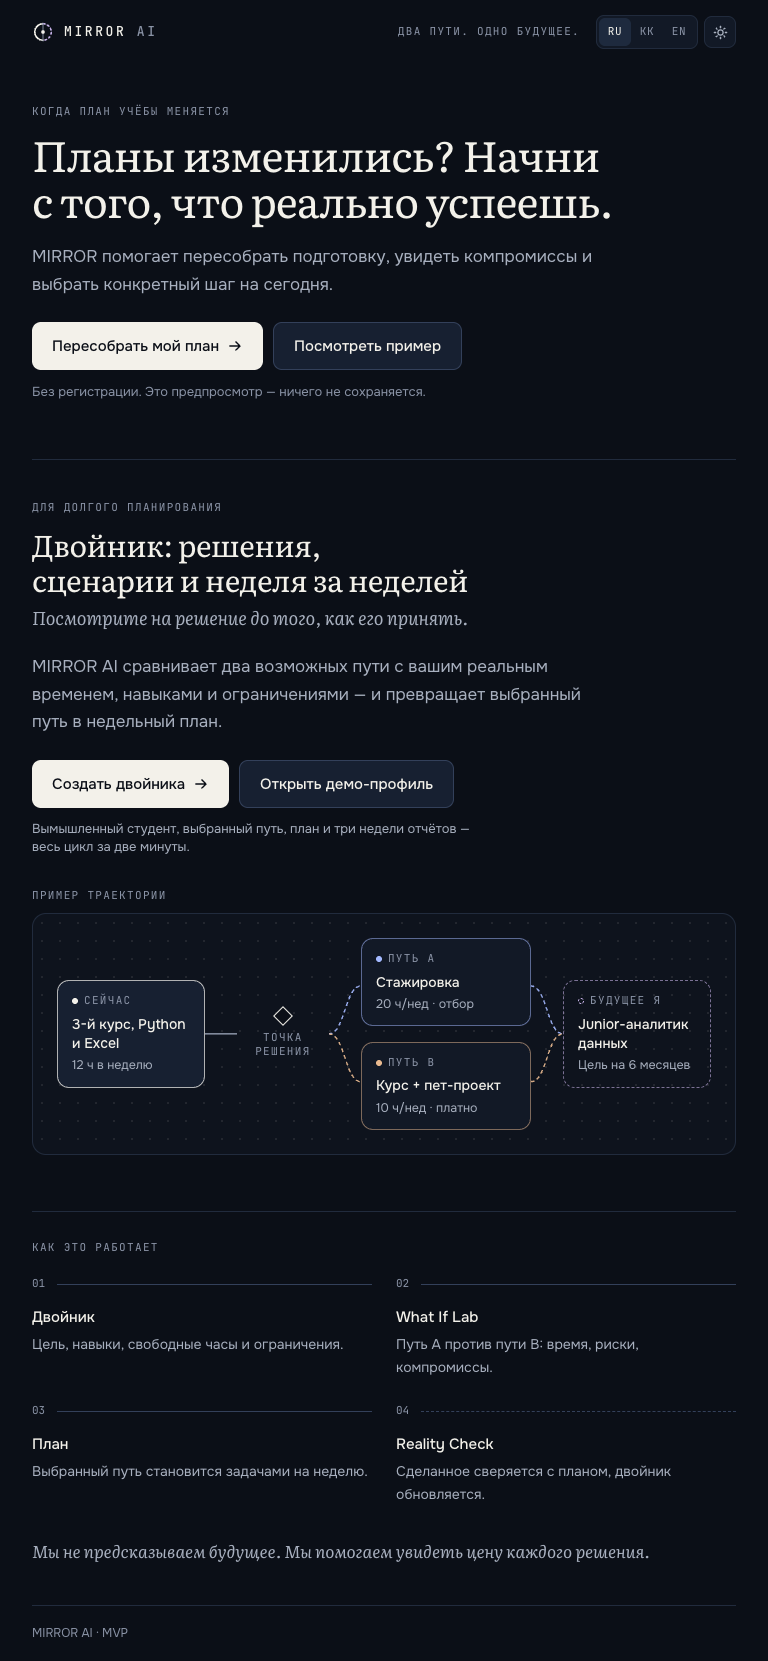 MIRROR AI
ДВА ПУТИ. ОДНО БУДУЩЕЕ.
RU KK EN
КОГДА ПЛАН УЧЁБЫ МЕНЯЕТСЯ
Планы изменились? Начни
с того, что реально успеешь.
MIRROR помогает пересобрать подготовку, увидеть компромиссы и
выбрать конкретный шаг на сегодня.
Пересобрать мой план →
Посмотреть пример
Без регистрации. Это предпросмотр — ничего не сохраняется.
ДЛЯ ДОЛГОГО ПЛАНИРОВАНИЯ
Двойник: решения,
сценарии и неделя за неделей
Посмотрите на решение до того, как его принять.
MIRROR AI сравнивает два возможных пути с вашим реальным
временем, навыками и ограничениями — и превращает выбранный
путь в недельный план.
Создать двойника →
Открыть демо-профиль
Вымышленный студент, выбранный путь, план и три недели отчётов —
весь цикл за две минуты.
ПРИМЕР ТРАЕКТОРИИ
СЕЙЧАС
3-й курс, Python
и Excel
12 ч в неделю
ТОЧКА
РЕШЕНИЯ
ПУТЬ A
Стажировка
20 ч/нед · отбор
ПУТЬ B
Курс + пет-проект
10 ч/нед · платно
БУДУЩЕЕ Я
Junior-аналитик
данных
Цель на 6 месяцев
КАК ЭТО РАБОТАЕТ
01
Двойник
Цель, навыки, свободные часы и ограничения.
02
What If Lab
Путь A против пути B: время, риски,
компромиссы.
03
План
Выбранный путь становится задачами на неделю.
04
Reality Check
Сделанное сверяется с планом, двойник
обновляется.
Мы не предсказываем будущее. Мы помогаем увидеть цену каждого решения.
MIRROR AI · MVP